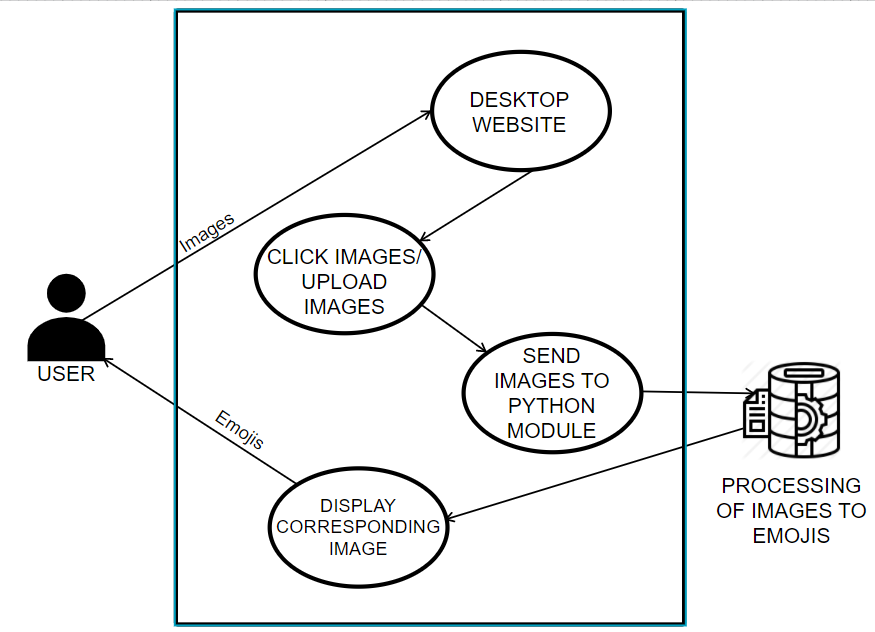 DESKTOP
WEBSITE
Images
CLICK IMAGES/
UPLOAD
IMAGES
USER
SEND
IMAGES TO
PYTHON
MODULE
Emojis
PROCESSING
OF IMAGES TO
EMOJIS
DISPLAY
CORRESPONDING
IMAGE